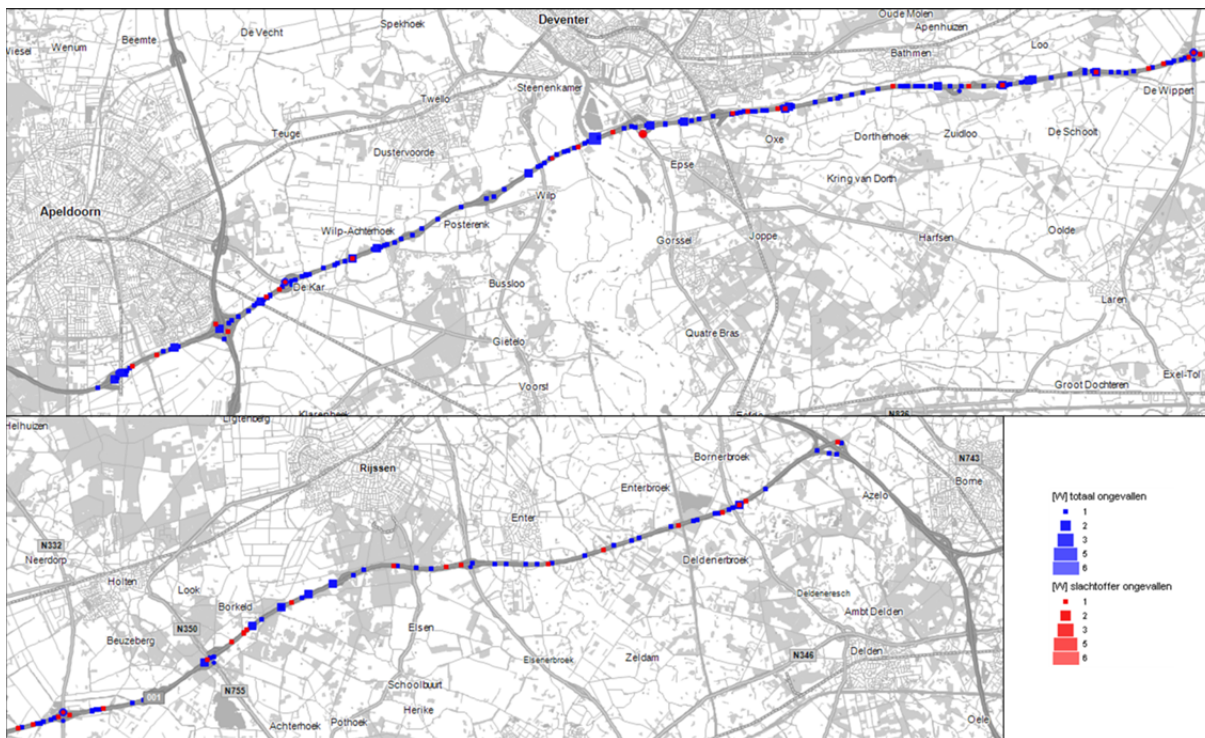 Deventer
Oude Molen
Apenhuizen
Spekhoek
De Vecht
Beemte
Wenum
Wiesel
Bathmen
Loo
Steenenkamer
De Wippert
Twello
Teuge
Oxe
Dortherhoek
Zuidloo
De Schoolt
Dustervoorde
Epse
Kring van Dorth
Wilp
Apeldoorn
Posterenk
Wilp-Achterhoek
Joppe
Gorssel
Harfsen
Oolde
De Kar
Bussloo
Laren
Quatre Bras
Gietelo
Voorst
Exel-Tol
Groot Dochteren
N826
Rijssen
Bornerbroek
N743
Enterbroek
Azelo
Borne
Enter
N332
Neerdorp
Holten
Look
Deldenerbroek
Borkeld
Deldeneresch
Ambt Delden
Beuzeberg
N350
Elsen
Delden
Elsenerbroek
Zeldam
N346
Schoolbuurt
001
N755
Herike
Achterhoek
Pothoek
Oele
[W] totaal ongevallen
1
2
3
5
6
[W] slachtoffer ongevallen
1
2
3
5
6